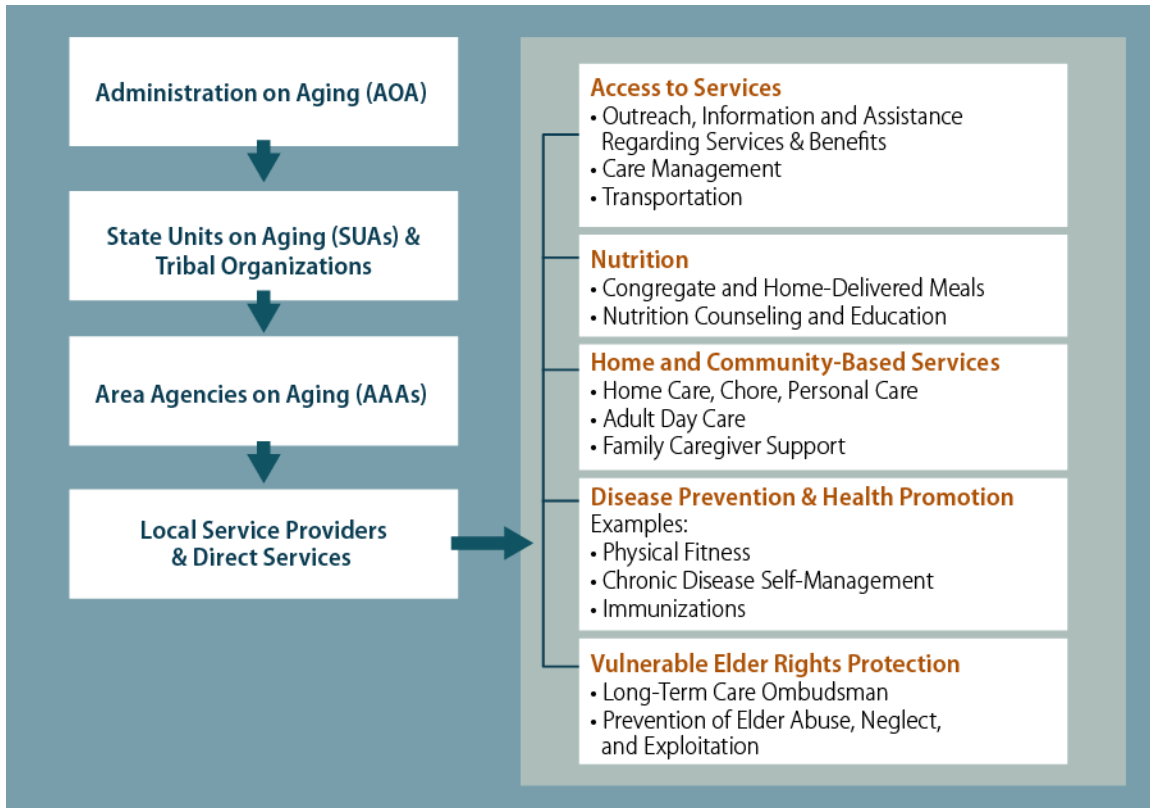 Administration on Aging (AOA)
State Units on Aging (SUAs) &
Tribal Organizations
Area Agencies on Aging (AAAs)
Local Service Providers
& Direct Services
Access to Services
• Outreach, Information and Assistance
Regarding Services & Benefits
• Care Management
• Transportation
Nutrition
• Congregate and Home-Delivered Meals
• Nutrition Counseling and Education
Home and Community-Based Services
• Home Care, Chore, Personal Care
• Adult Day Care
• Family Caregiver Support
Disease Prevention & Health Promotion
Examples:
• Physical Fitness
• Chronic Disease Self-Management
• Immunizations
Vulnerable Elder Rights Protection
• Long-Term Care Ombudsman
• Prevention of Elder Abuse, Neglect,
and Exploitation